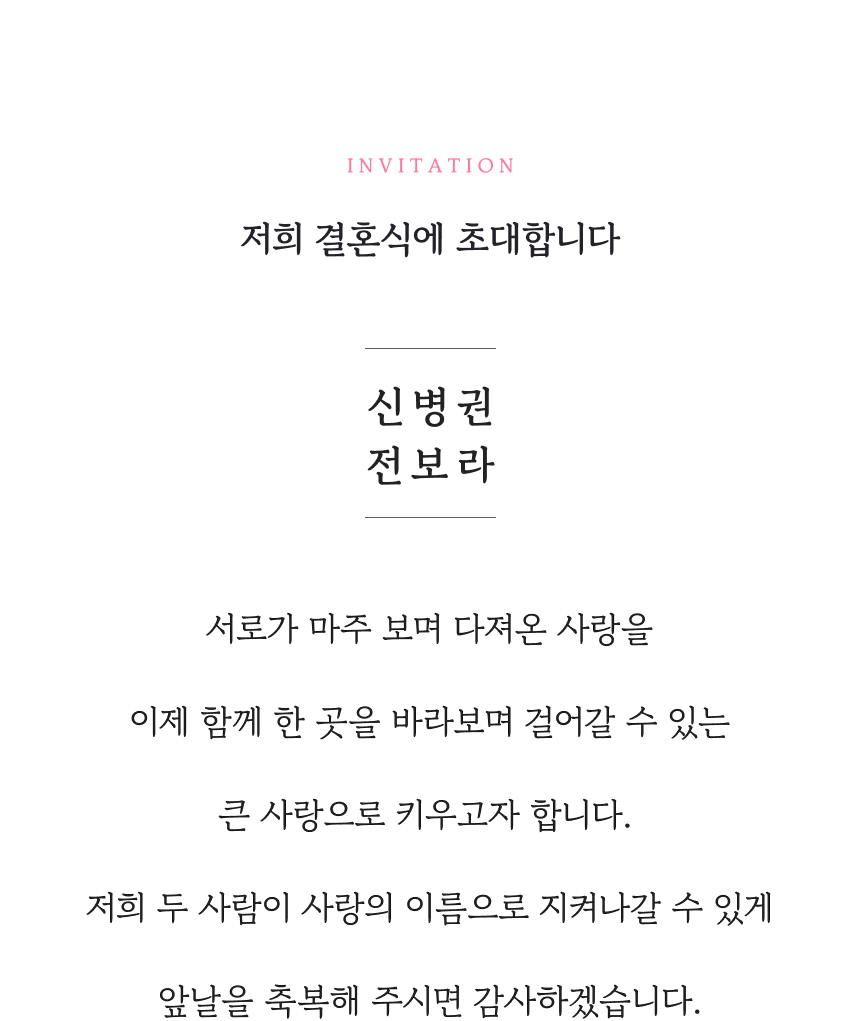 INVITATION
저희 결혼식에 초대합니다
신병권
전보라
서로가 마주 보며 다져온 사랑을
이제 함께 한 곳을 바라보며 걸어갈 수 있는
큰 사랑으로 키우고자 합니다.
저희 두 사람이 사랑의 이름으로 지켜나갈 수 있게
앞날을 축복해 주시면 감사하겠습니다.